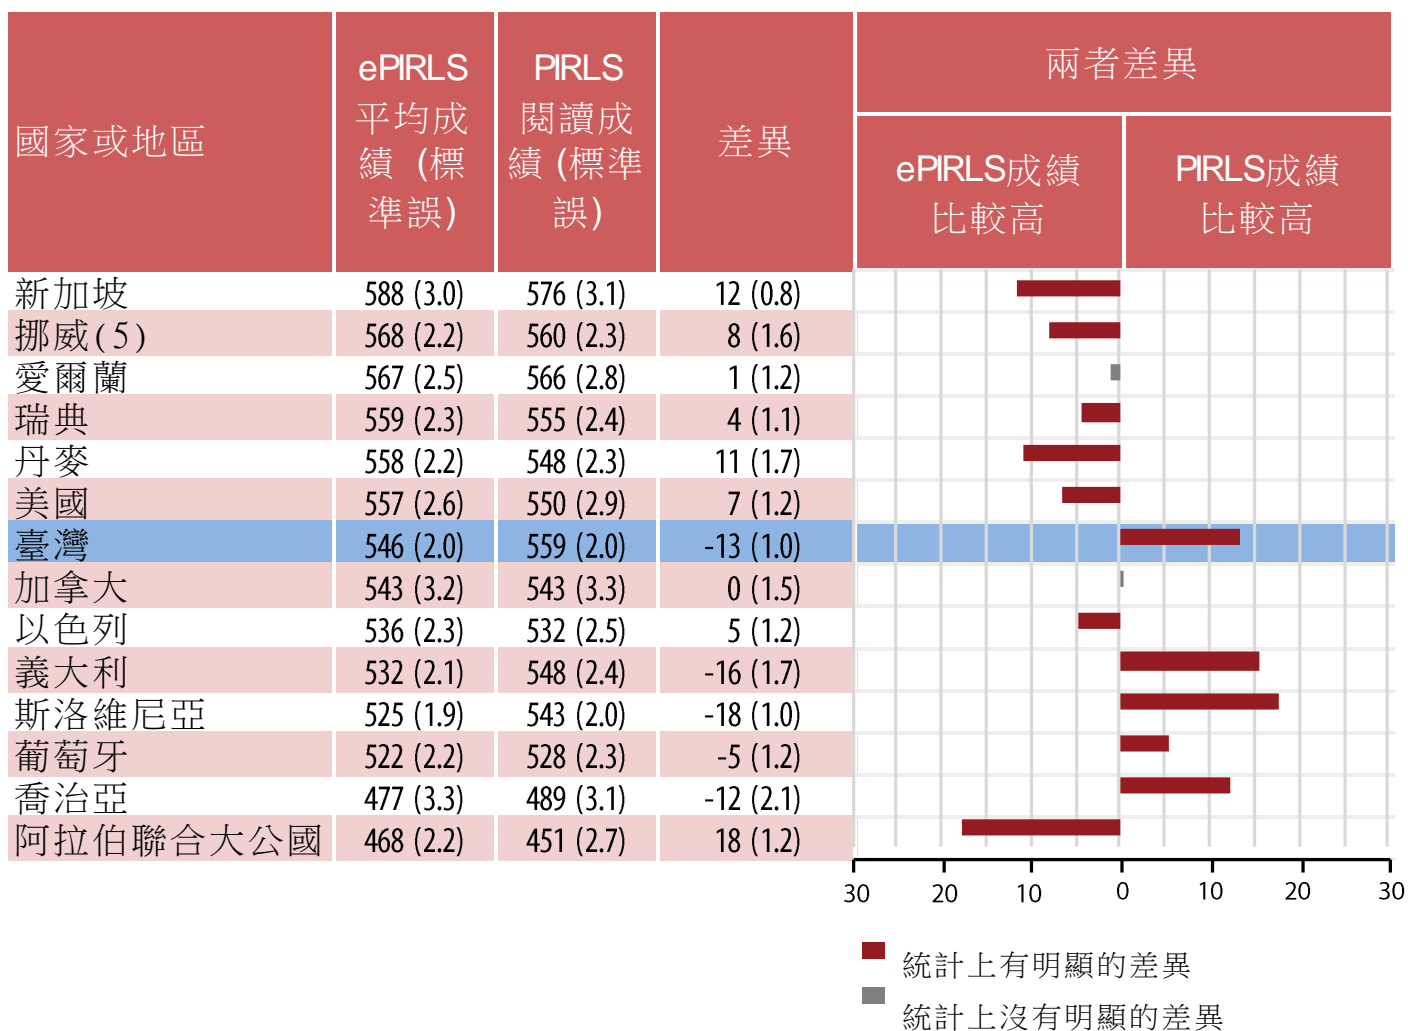 國家或地區
ePIRLS
平均成
績 (標
準誤)
PIRLS
閱讀成
績 (標準
誤)
差異
兩者差異
ePIRLS成績
比較高
PIRLS成績
比較高
新加坡 588 (3.0) 576 (3.1) 12 (0.8)
挪威(5) 568 (2.2) 560 (2.3) 8 (1.6)
愛爾蘭 567 (2.5) 566 (2.8) 1 (1.2)
瑞典 559 (2.3) 555 (2.4) 4 (1.1)
丹麥 558 (2.2) 548 (2.3) 11 (1.7)
美國 557 (2.6) 550 (2.9) 7 (1.2)
臺灣 546 (2.0) 559 (2.0) -13 (1.0)
加拿大 543 (3.2) 543 (3.3) 0 (1.5)
以色列 536 (2.3) 532 (2.5) 5 (1.2)
義大利 532 (2.1) 548 (2.4) -16 (1.7)
斯洛維尼亞 525 (1.9) 543 (2.0) -18 (1.0)
葡萄牙 522 (2.2) 528 (2.3) -5 (1.2)
喬治亞 477 (3.3) 489 (3.1) -12 (2.1)
阿拉伯聯合大公國 468 (2.2) 451 (2.7) 18 (1.2)
30 20 10 0 10 20 30
統計上有明顯的差異
統計上沒有明顯的差異